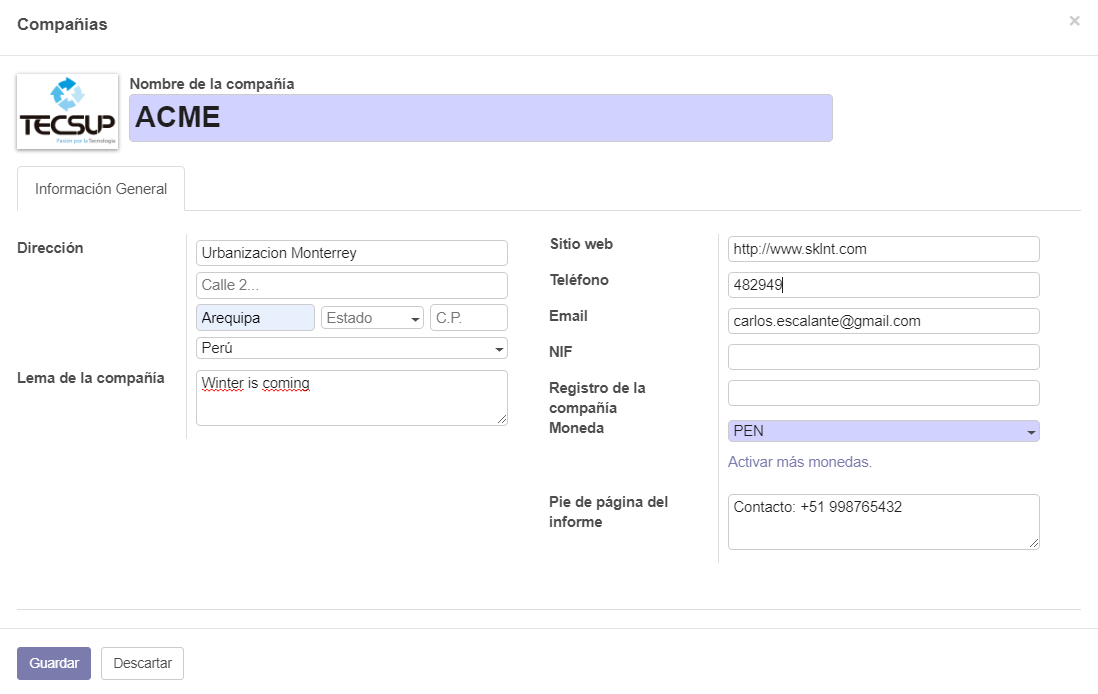 Compañias
×
TECSUP
Pasión por la Tecnología
Nombre de la compañía
ACME
Información General
Dirección
Urbanizacion Monterrey
Calle 2...
Arequipa Estado C.P.
Perú
Lema de la compañía
Winter is coming
Sitio web
http://www.sklnt.com
Teléfono
482949
Email
carlos.escalante@gmail.com
NIF
Registro de la
compañía
Moneda
PEN
Activar más monedas.
Pie de página del
informe
Contacto: +51 998765432
Guardar Descartar